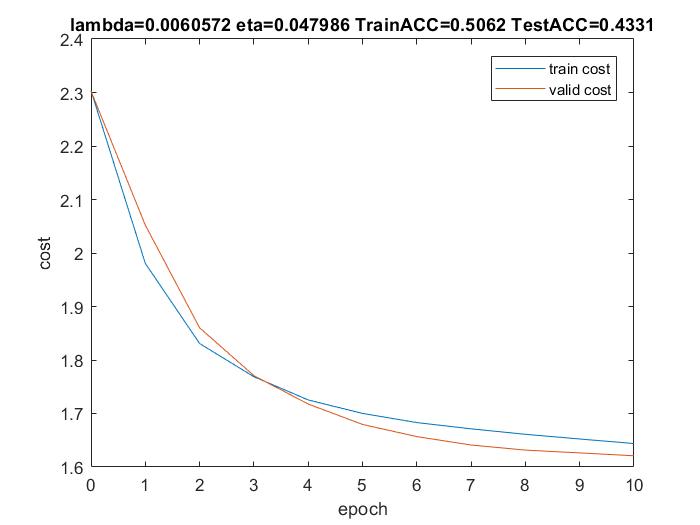 lambda=0.0060572 eta=0.047986 TrainACC=0.5062 TestACC=0.4331
2.4
train cost
valid cost
2.3
2.2
2.1
2
1.9
1.8
1.7
1.6
cost
0 1 2 3 4 5 6 7 8 9 10
epoch